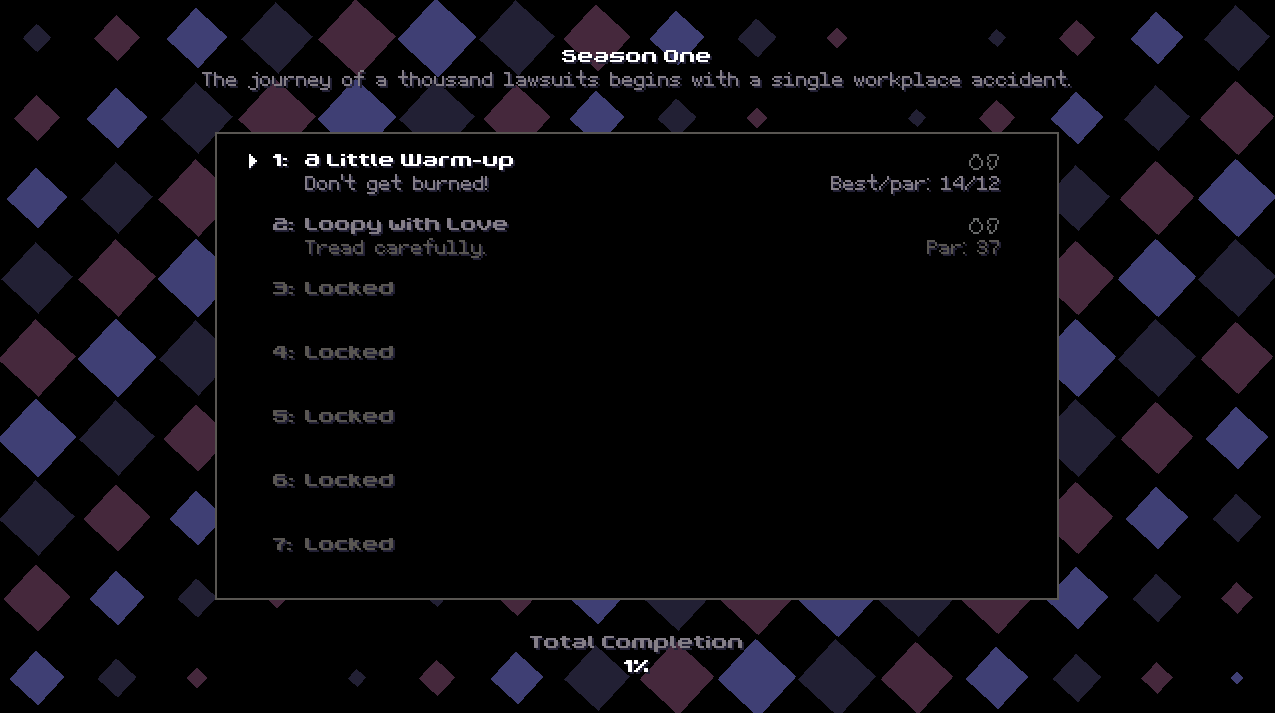 Season One
The journey of a thousand lawsuits begins with a single workplace accident.
1: A Little Warm-up
Don't get burned!
Best/par: 14/12
2: Loopy with Love
Tread carefully.
Par: 37
3: Locked
4: Locked
5: Locked
6: Locked
7: Locked
Total Completion
1%